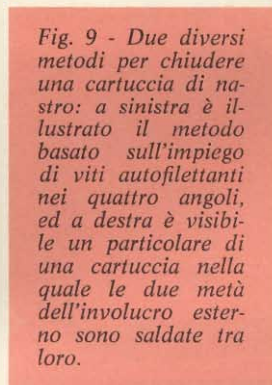 Fig. 9 - Due diversi
metodi per chiudere
una cartuccia di na-
stro: a sinistra è il-
lustrato il metodo
basato sull'impiego
di viti autofilettanti
nei quattro angoli,
ed a destra è visibi-
le un particolare di
una cartuccia nella
quale le due metà
dell'involucro ester-
no sono saldate tra
loro.